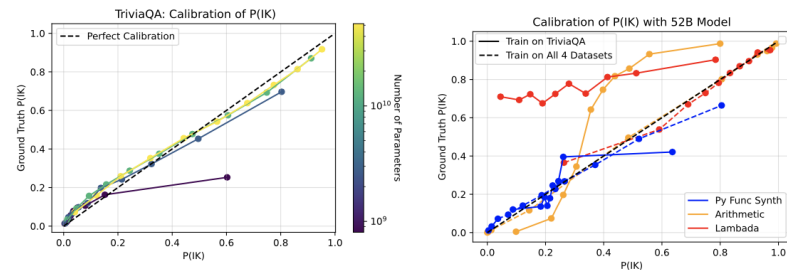 TriviaQA: Calibration of P(IK)
Perfect Calibration
1.0
0.8
0.6
0.4
0.2
0.0
Ground Truth P(IK)
0.0 0.2 0.4 0.6 0.8 1.0
P(IK)
10^10
10^9
Number of Parameters
Calibration of P(IK) with 52B Model
Train on TriviaQA
Train on All 4 Datasets
1.0
0.8
0.6
0.4
0.2
0.0
Ground Truth P(IK)
Py Func Synth
Arithmetic
Lambada
0.0 0.2 0.4 0.6 0.8 1.0
P(IK)